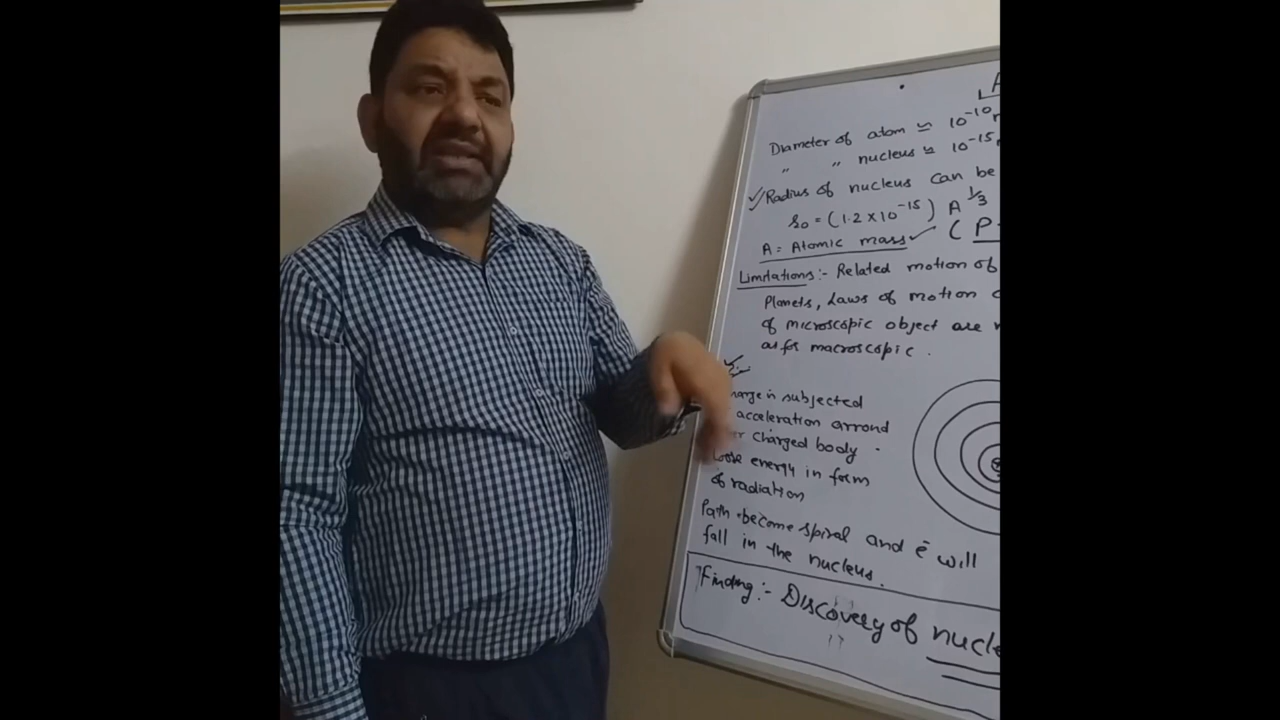 Diameter of atom ≃ 10⁻¹⁰
" " nucleus ≃ 10⁻¹⁵
Radius of nucleus can be
r₀ = (1.2 × 10⁻¹⁵) A ¹/₃
A = Atomic mass ( P
Limitations :- Related motion of
Planets, Laws of motion
of microscopic object are
as for macroscopic.
subjected
acceleration arrond
charged body -
loose energy in form
of radiation
Path become spiral and ē will
fall in the nucleus.
Finding :- Discovery of nucle